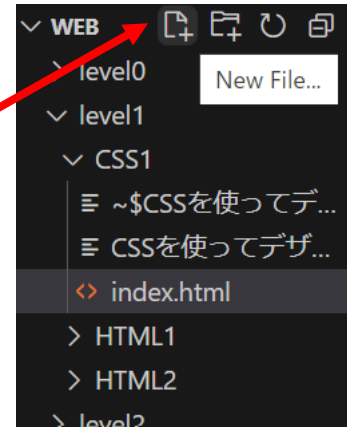 WEB
level0
New File...
level1
CSS1
~$CSSを使ってデ...
CSSを使ってデザ...
index.html
HTML1
HTML2
level2